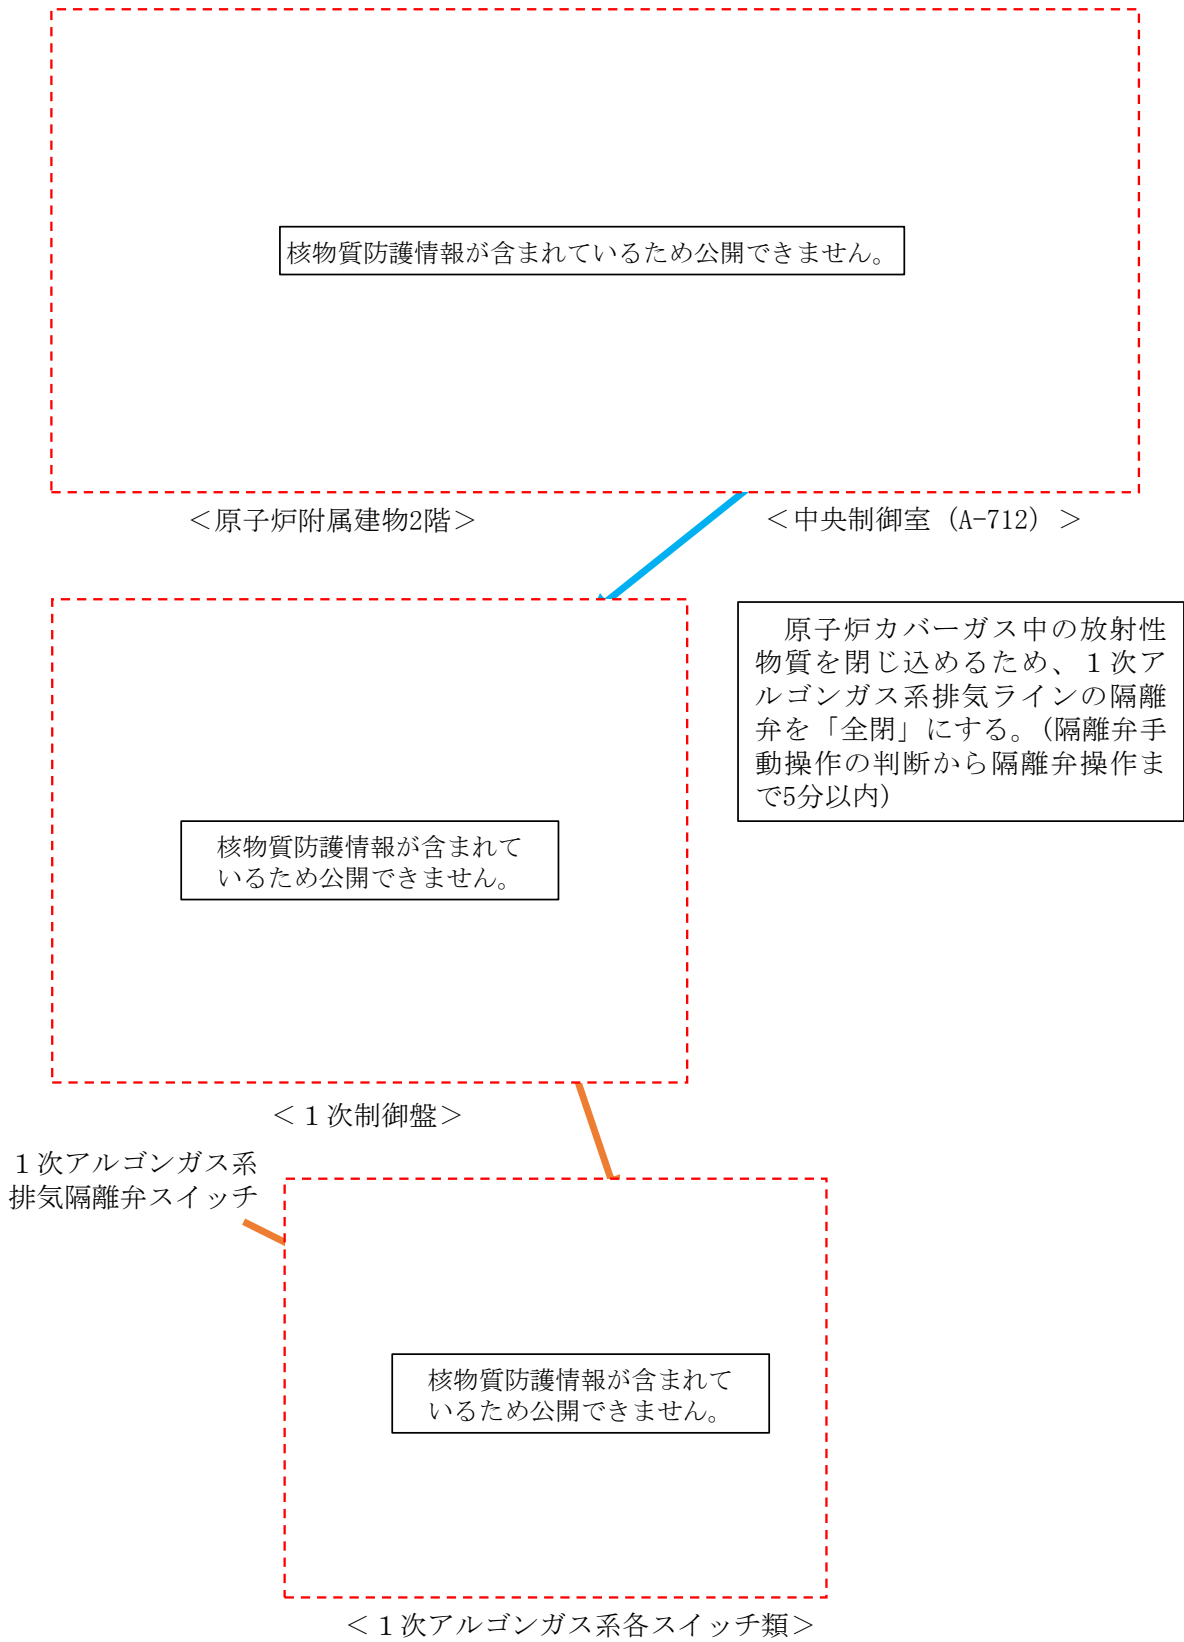 核物質防護情報が含まれているため公開できません。
＜原子炉附属建物2階＞
＜中央制御室（A-712）＞
原子炉カバーガス中の放射性
物質を閉じ込めるため、１次ア
ルゴンガス系排気ラインの隔離
弁を「全閉」にする。（隔離弁手
動操作の判断から隔離弁操作ま
で5分以内）
核物質防護情報が含まれて
いるため公開できません。
＜１次制御盤＞
１次アルゴンガス系
排気隔離弁スイッチ
核物質防護情報が含まれて
いるため公開できません。
＜１次アルゴンガス系各スイッチ類＞